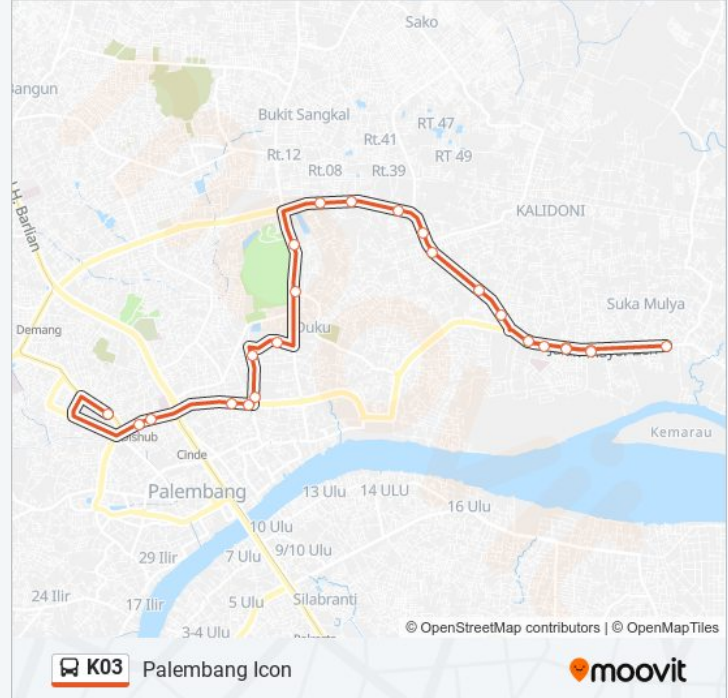 Sako
Bangun
Bukit Sangkal
RT 47
Rt.41
Rt.12
RT 49
Rt.08
Rt.39
KALIDONI
H. Barlian
Suka Mulya
Demang
Duku
Dishub
Kemarau
Cinde
Palembang
13 Ulu
14 ULU
16 Ulu
10 Ulu
9/10 Ulu
29 Ilir
7 Ulu
24 Ilir
17 Ilir
5 Ulu
Silabranti
3-4 Ulu
© OpenStreetMap contributors | © OpenMapTiles
K03 Palembang Icon
moovit